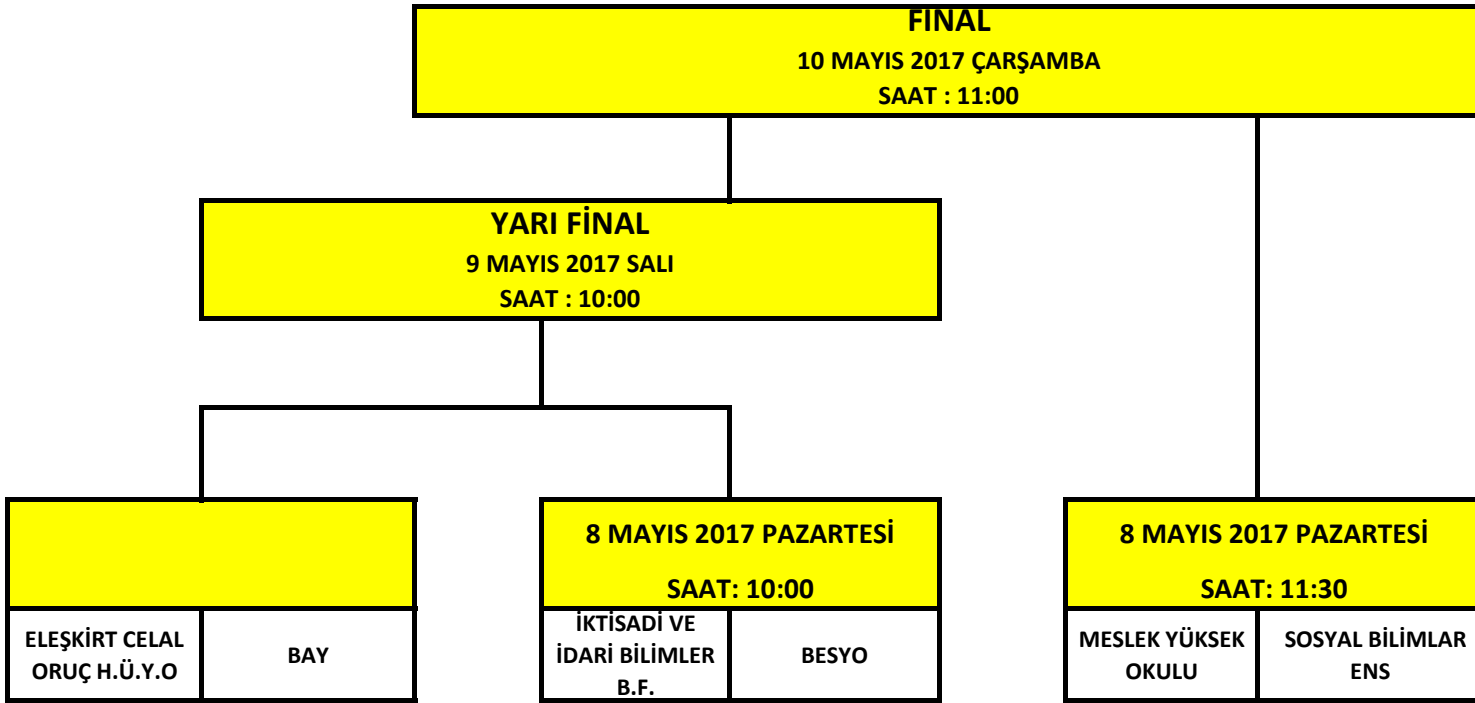 FİNAL
10 MAYIS 2017 ÇARŞAMBA
SAAT : 11:00
YARI FİNAL
9 MAYIS 2017 SALI
SAAT : 10:00
8 MAYIS 2017 PAZARTESİ
SAAT: 10:00
8 MAYIS 2017 PAZARTESİ
SAAT: 11:30
ELEŞKİRT CELAL
ORUÇ H.Ü.Y.O
BAY
İKTİSADİ VE
İDARİ BİLİMLER
B.F.
BESYO
MESLEK YÜKSEK
OKULU
SOSYAL BİLİMLAR
ENS